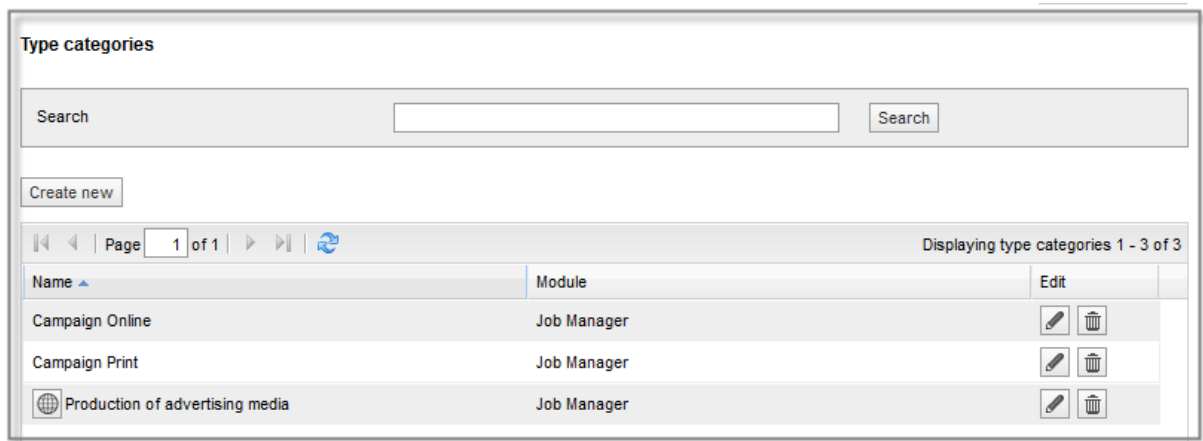 Type categories
Search Search
Create new
Page 1 of 1 Displaying type categories 1 - 3 of 3
Name Module Edit
Campaign Online Job Manager
Campaign Print Job Manager
Production of advertising media Job Manager